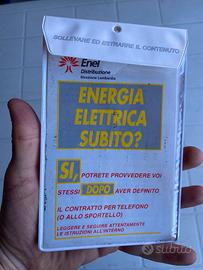 SOLLEVARE ED ESTRARRE IL CONTENUTO
Enel
Distribuzione
Direzione Lombardia
ENERGIA
ELETTRICA
SUBITO?
SI, POTRETE PROVVEDERE VOI
STESSI DOPO AVER DEFINITO
IL CONTRATTO PER TELEFONO
(O ALLO SPORTELLO)
LEGGERE E SEGUIRE ATTENTAMENTE
LE ISTRUZIONI ALL'INTERNO
subito